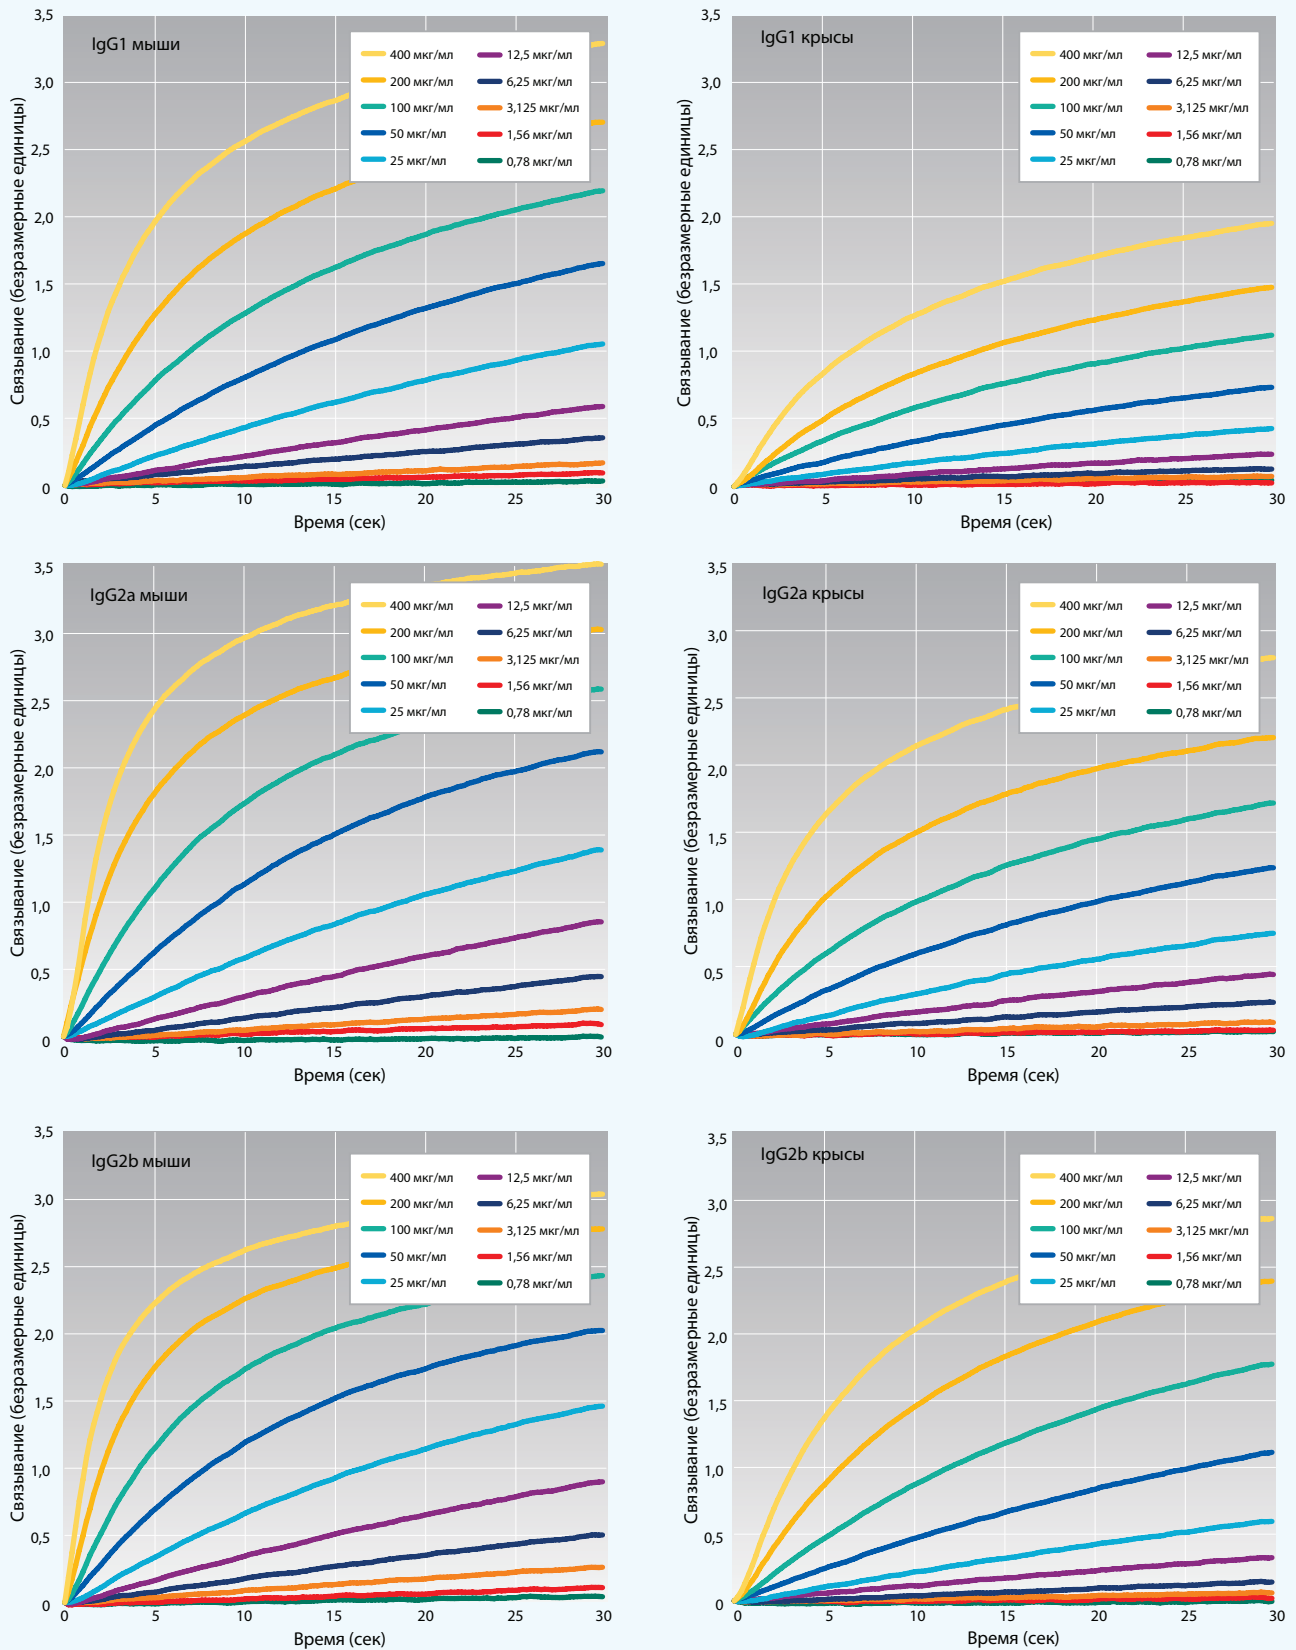 IgG1 мыши
400 мкг/мл
200 мкг/мл
100 мкг/мл
50 мкг/мл
25 мкг/мл
12,5 мкг/мл
6,25 мкг/мл
3,125 мкг/мл
1,56 мкг/мл
0,78 мкг/мл
Связывание (безразмерные единицы)
3,5
3,0
2,5
2,0
1,5
1,0
0,5
0
0 5 10 15 20 25 30
Время (сек)
IgG1 крысы
400 мкг/мл
200 мкг/мл
100 мкг/мл
50 мкг/мл
25 мкг/мл
12,5 мкг/мл
6,25 мкг/мл
3,125 мкг/мл
1,56 мкг/мл
0,78 мкг/мл
Связывание (безразмерные единицы)
3,5
3,0
2,5
2,0
1,5
1,0
0,5
0
0 5 10 15 20 25 30
Время (сек)
IgG2a мыши
400 мкг/мл
200 мкг/мл
100 мкг/мл
50 мкг/мл
25 мкг/мл
12,5 мкг/мл
6,25 мкг/мл
3,125 мкг/мл
1,56 мкг/мл
0,78 мкг/мл
Связывание (безразмерные единицы)
3,5
3,0
2,5
2,0
1,5
1,0
0,5
0
0 5 10 15 20 25 30
Время (сек)
IgG2a крысы
400 мкг/мл
200 мкг/мл
100 мкг/мл
50 мкг/мл
25 мкг/мл
12,5 мкг/мл
6,25 мкг/мл
3,125 мкг/мл
1,56 мкг/мл
0,78 мкг/мл
Связывание (безразмерные единицы)
3,5
3,0
2,5
2,0
1,5
1,0
0,5
0
0 5 10 15 20 25 30
Время (сек)
IgG2b мыши
400 мкг/мл
200 мкг/мл
100 мкг/мл
50 мкг/мл
25 мкг/мл
12,5 мкг/мл
6,25 мкг/мл
3,125 мкг/мл
1,56 мкг/мл
0,78 мкг/мл
Связывание (безразмерные единицы)
3,5
3,0
2,5
2,0
1,5
1,0
0,5
0
0 5 10 15 20 25 30
Время (сек)
IgG2b крысы
400 мкг/мл
200 мкг/мл
100 мкг/мл
50 мкг/мл
25 мкг/мл
12,5 мкг/мл
6,25 мкг/мл
3,125 мкг/мл
1,56 мкг/мл
0,78 мкг/мл
Связывание (безразмерные единицы)
3,5
3,0
2,5
2,0
1,5
1,0
0,5
0
0 5 10 15 20 25 30
Время (сек)